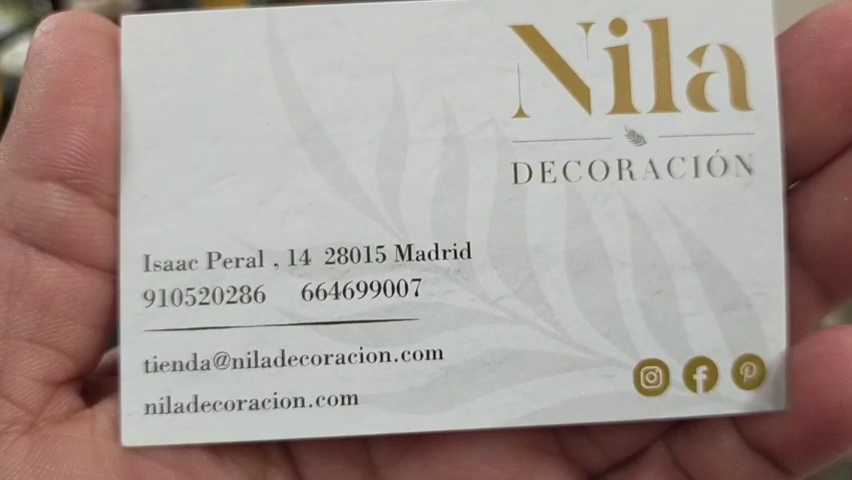 Nila
DECORACIÓN
Isaac Peral , 14 28015 Madrid
910520286 664699007
tienda@niladecoracion.com
niladecoracion.com